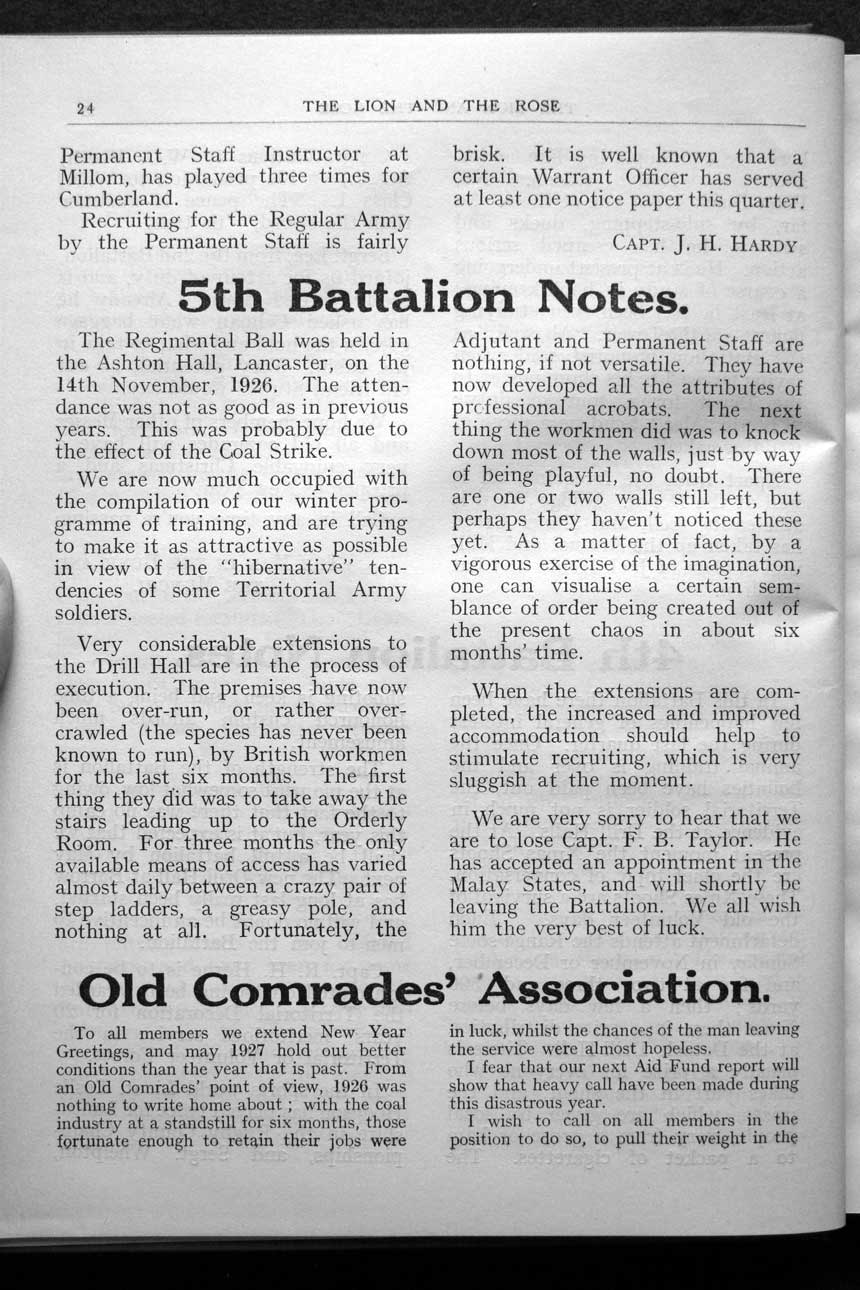 24
THE LION AND THE ROSE
Permanent Staff Instructor at
Millom, has played three times for
Cumberland.
Recruiting for the Regular Army
by the Permanent Staff is fairly
brisk. It is well known that a
certain Warrant Officer has served
at least one notice paper this quarter.
CAPT. J. H. HARDY
5th Battalion Notes.
The Regimental Ball was held in
the Ashton Hall, Lancaster, on the
14th November, 1926. The atten-
dance was not as good as in previous
years. This was probably due to
the effect of the Coal Strike.
We are now much occupied with
the compilation of our winter pro-
gramme of training, and are trying
to make it as attractive as possible
in view of the "hibernative" ten-
dencies of some Territorial Army
soldiers.
Very considerable extensions to
the Drill Hall are in the process of
execution. The premises have now
been over-run, or rather over-
crawled (the species has never been
known to run), by British workmen
for the last six months. The first
thing they did was to take away the
stairs leading up to the Orderly
Room. For three months the only
available means of access has varied
almost daily between a crazy pair of
step ladders, a greasy pole, and
nothing at all. Fortunately, the
Adjutant and Permanent Staff are
nothing, if not versatile. They have
now developed all the attributes of
professional acrobats. The next
thing the workmen did was to knock
down most of the walls, just by way
of being playful, no doubt. There
are one or two walls still left, but
perhaps they haven't noticed these
yet. As a matter of fact, by a
vigorous exercise of the imagination,
one can visualise a certain sem-
blance of order being created out of
the present chaos in about six
months' time.
When the extensions are com-
pleted, the increased and improved
accommodation should help to
stimulate recruiting, which is very
sluggish at the moment.
We are very sorry to hear that we
are to lose Capt. F. B. Taylor. He
has accepted an appointment in the
Malay States, and will shortly be
leaving the Battalion. We all wish
him the very best of luck.
Old Comrades' Association.
To all members we extend New Year
Greetings, and may 1927 hold out better
conditions than the year that is past. From
an Old Comrades' point of view, 1926 was
nothing to write home about ; with the coal
industry at a standstill for six months, those
fortunate enough to retain their jobs were
in luck, whilst the chances of the man leaving
the service were almost hopeless.
I fear that our next Aid Fund report will
show that heavy call have been made during
this disastrous year.
I wish to call on all members in the
position to do so, to pull their weight in the